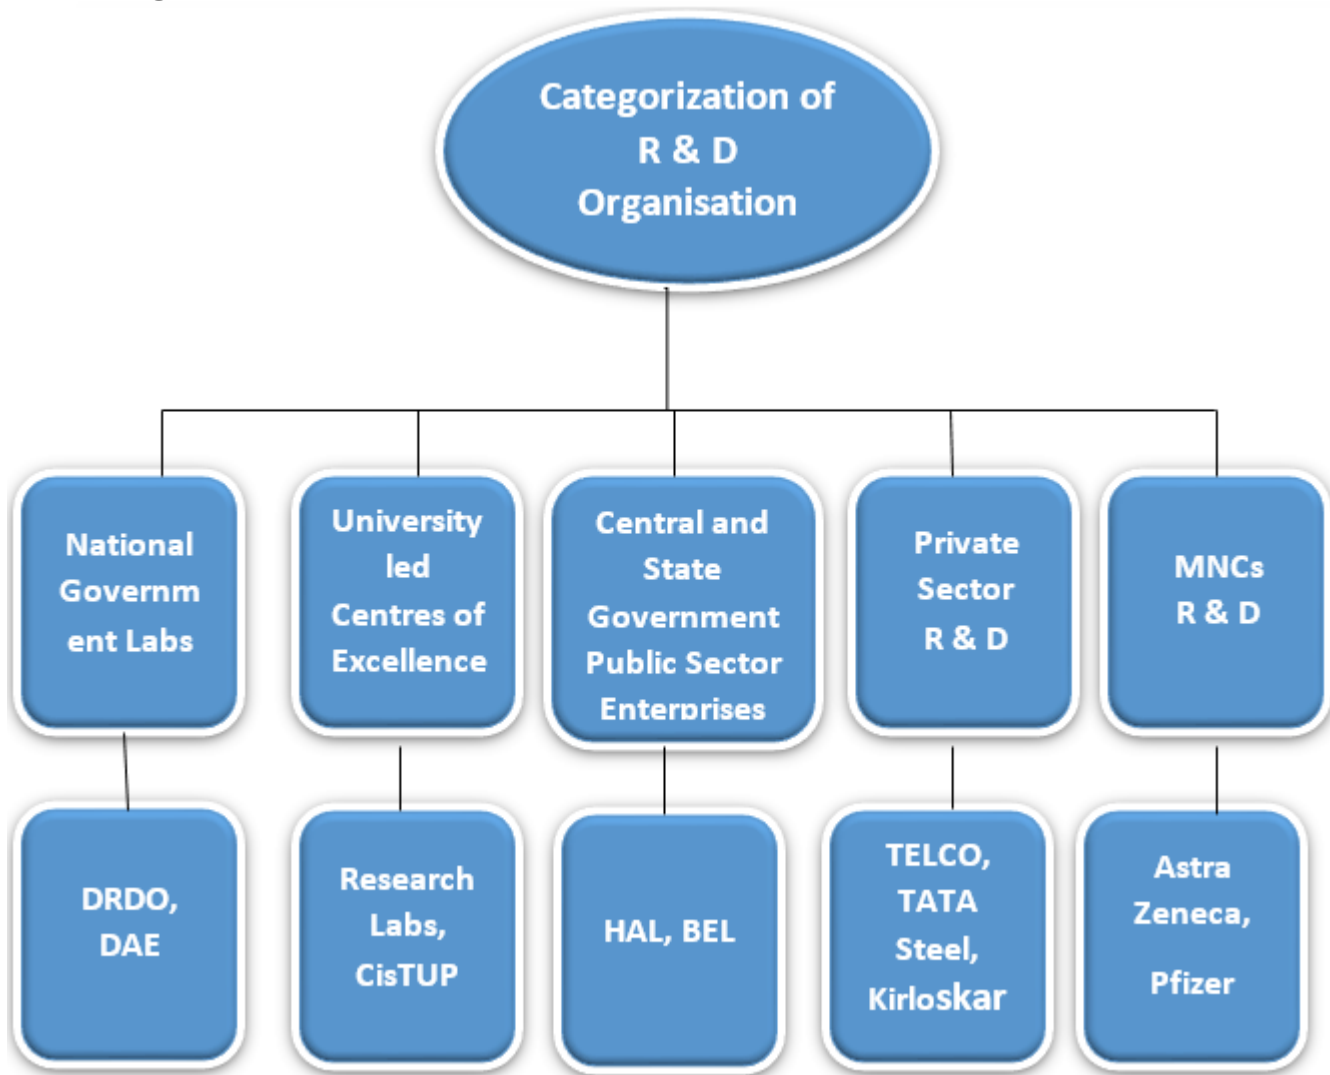 Categorization of
R & D
Organisation
National
Governm
ent Labs
University
led
Centres of
Excellence
Central and
State
Government
Public Sector
Enterprises
Private
Sector
R & D
MNCs
R & D
DRDO,
DAE
Research
Labs,
CisTUP
HAL, BEL
TELCO,
TATA
Steel,
Kirloskar
Astra
Zeneca,
Pfizer